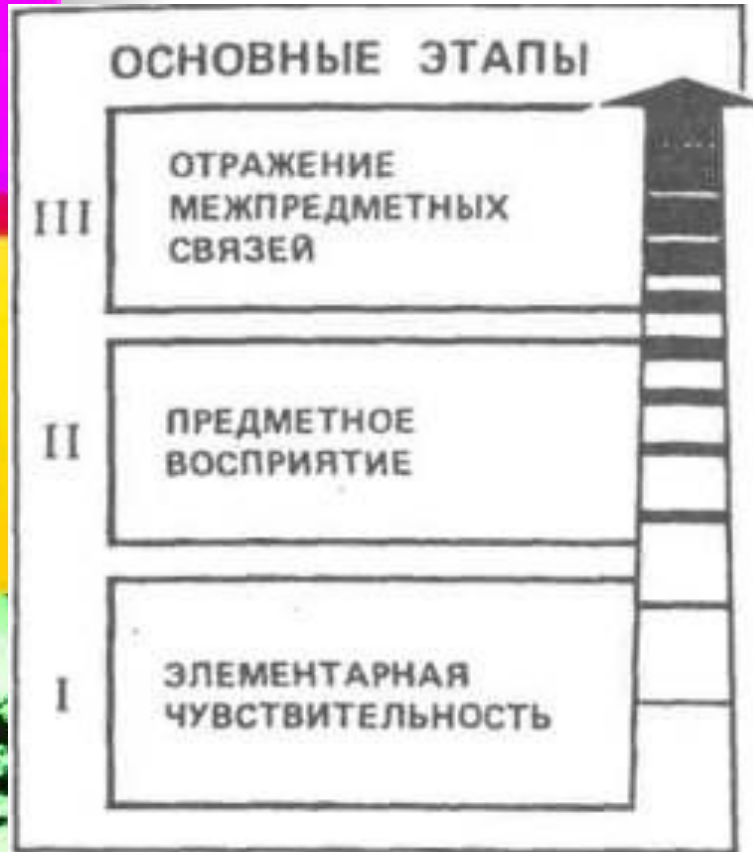 ОСНОВНЫЕ ЭТАПЫ
III
ОТРАЖЕНИЕ
МЕЖПРЕДМЕТНЫХ
СВЯЗЕЙ
II
ПРЕДМЕТНОЕ
ВОСПРИЯТИЕ
I
ЭЛЕМЕНТАРНАЯ
ЧУВСТВИТЕЛЬНОСТЬ